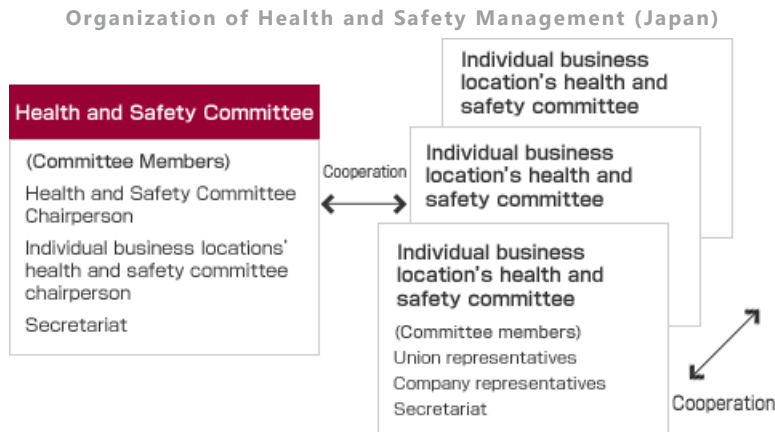 Organization of Health and Safety Management (Japan)
Health and Safety Committee
(Committee Members)
Health and Safety Committee
Chairperson
Individual business locations’
health and safety committee
chairperson
Secretariat
Cooperation
Individual business
location’s health and
safety committee
Individual business
location’s health and
safety committee
Individual business
location’s health and
safety committee
(Committee members)
Union representatives
Company representatives
Secretariat
Cooperation